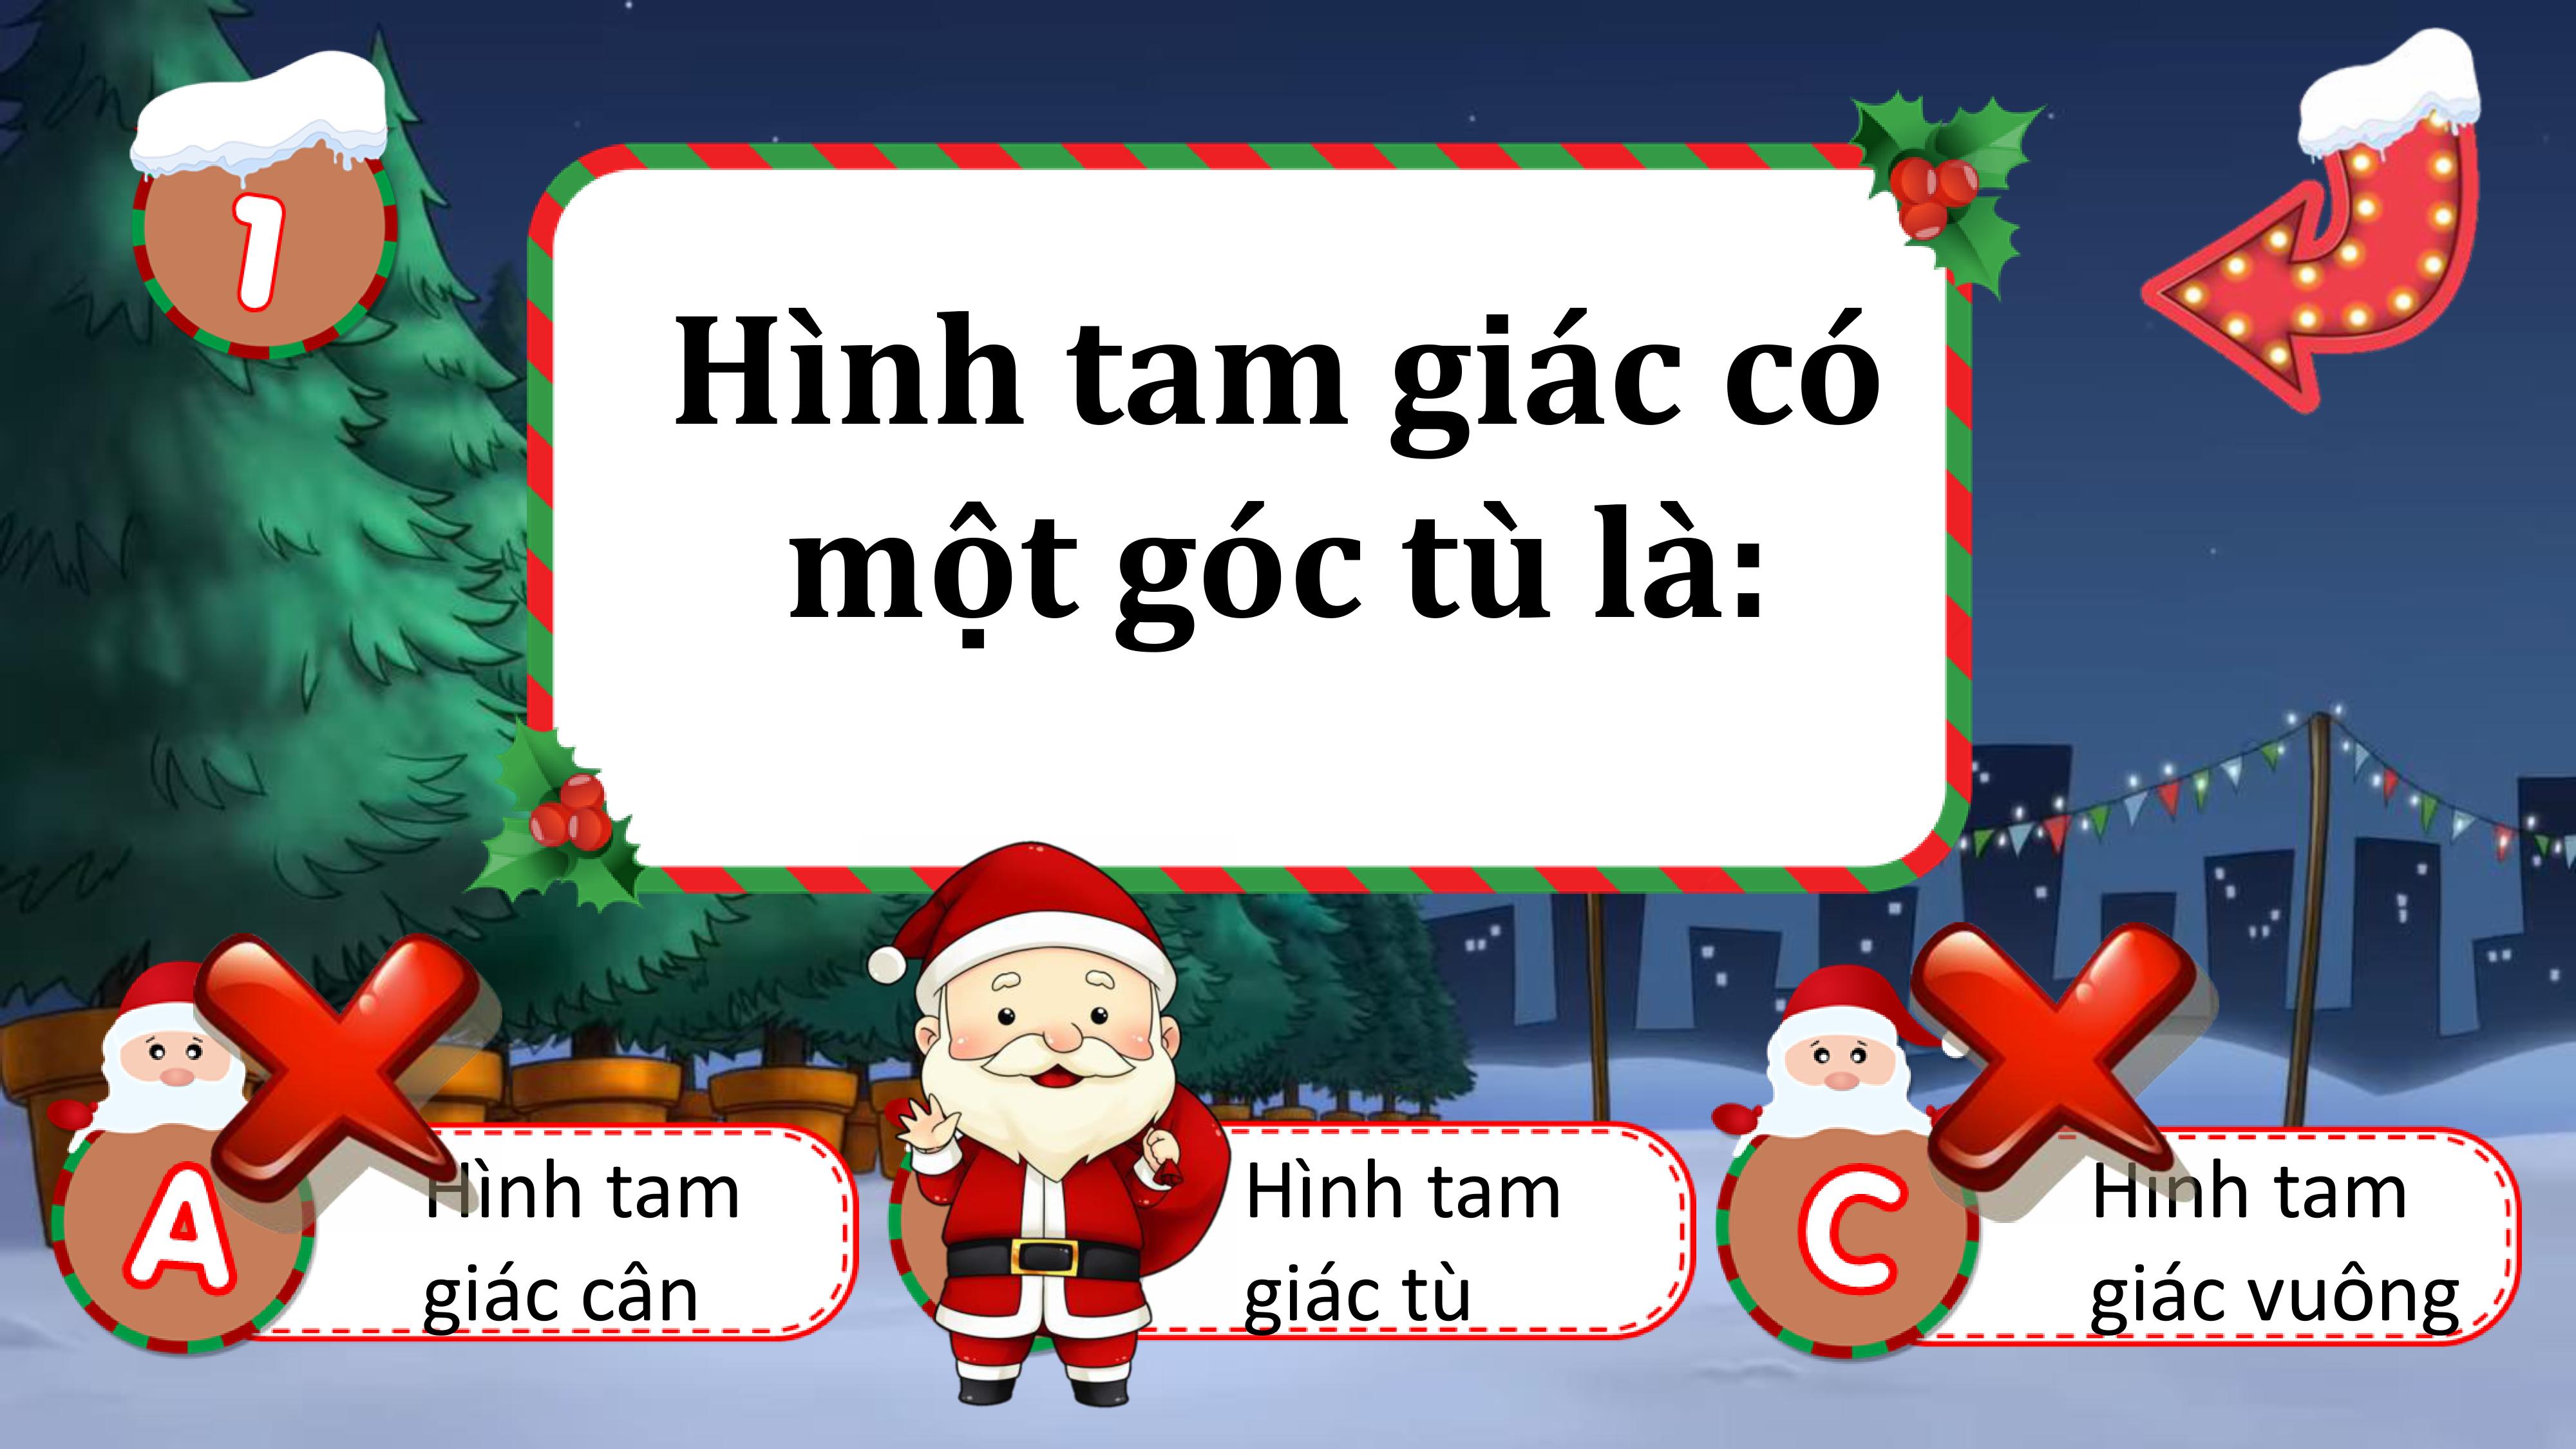 1
Hình tam giác có
một góc tù là:
A
Hình tam
giác cân
Hình tam
giác tù
C
Hình tam
giác vuông